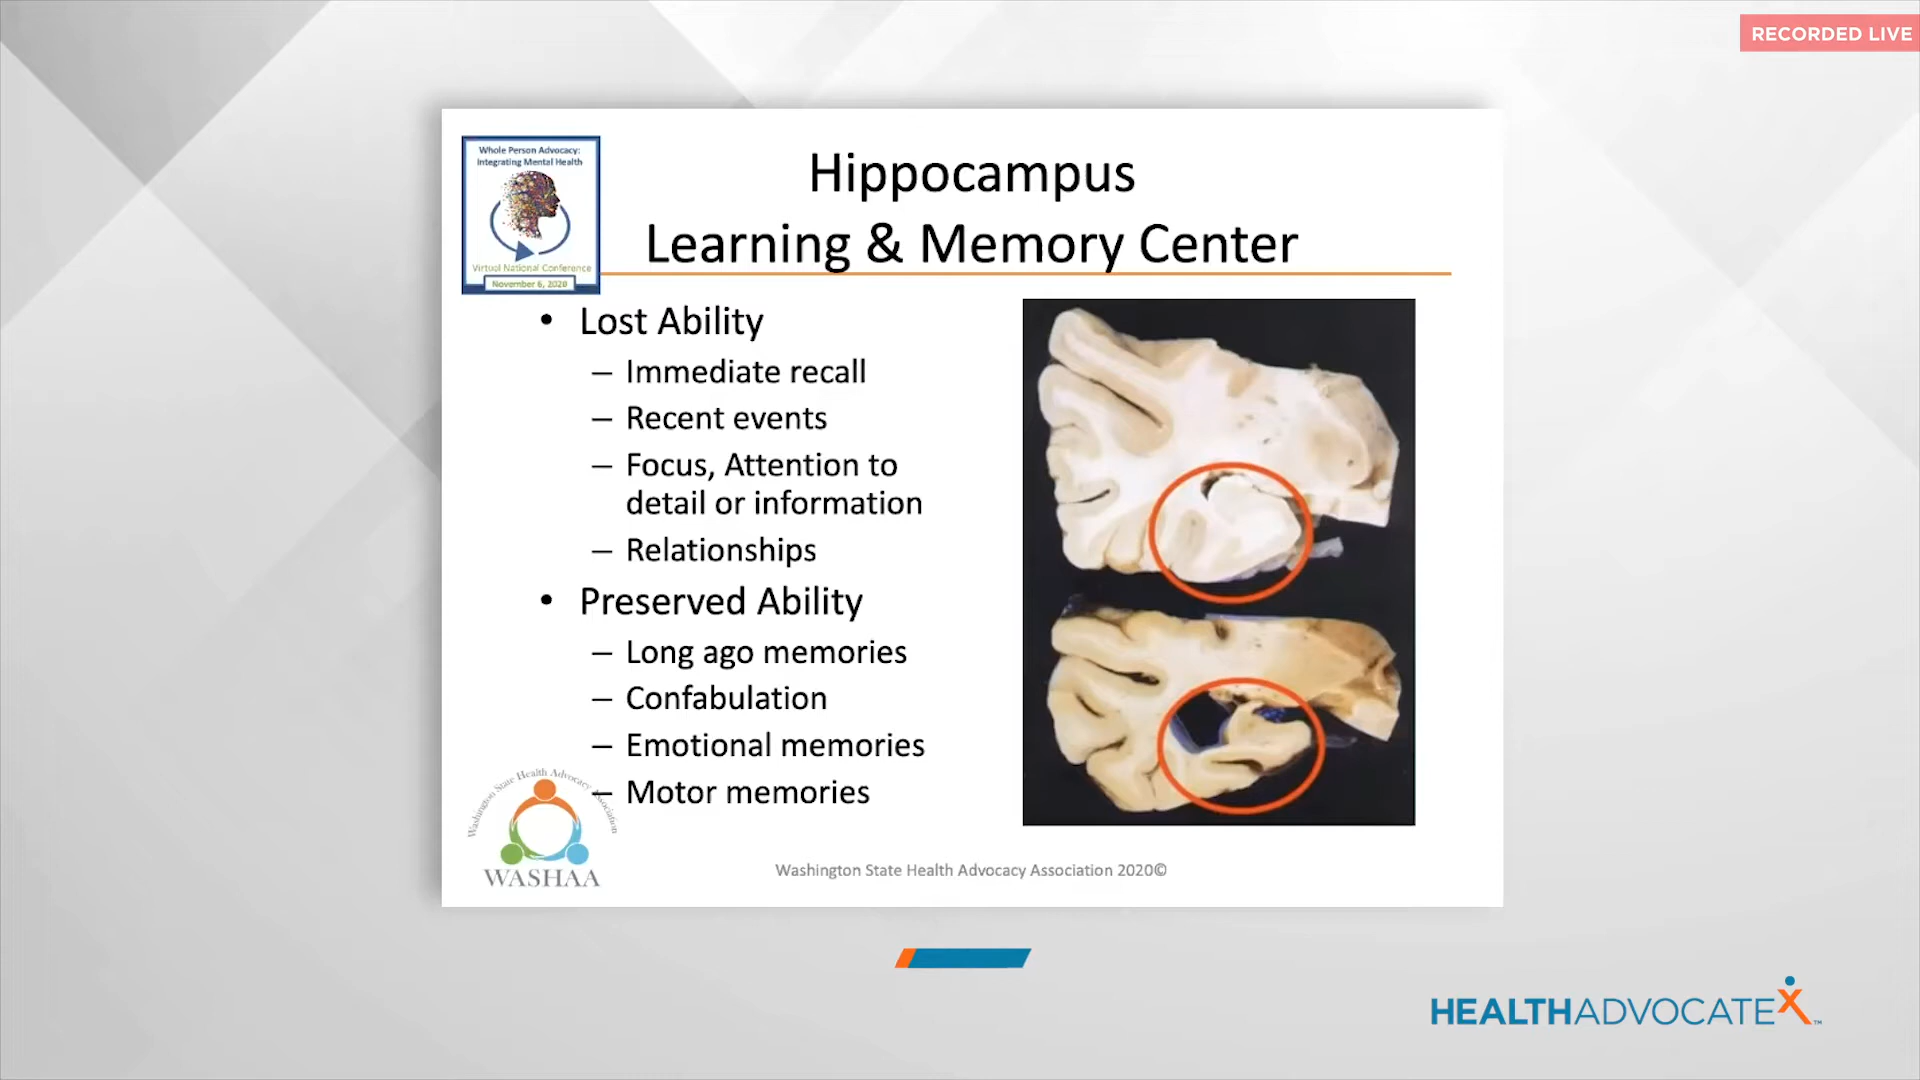 RECORDED LIVE
Whole Person Advocacy:
Integrating Mental Health
Virtual National Conference
November 6, 2020
Hippocampus
Learning & Memory Center
• Lost Ability
– Immediate recall
– Recent events
– Focus, Attention to
detail or information
– Relationships
• Preserved Ability
– Long ago memories
– Confabulation
– Emotional memories
– Motor memories
Washington State Health Advocacy Association
WASHAA
Washington State Health Advocacy Association 2020©
HEALTHADVOCATEX™